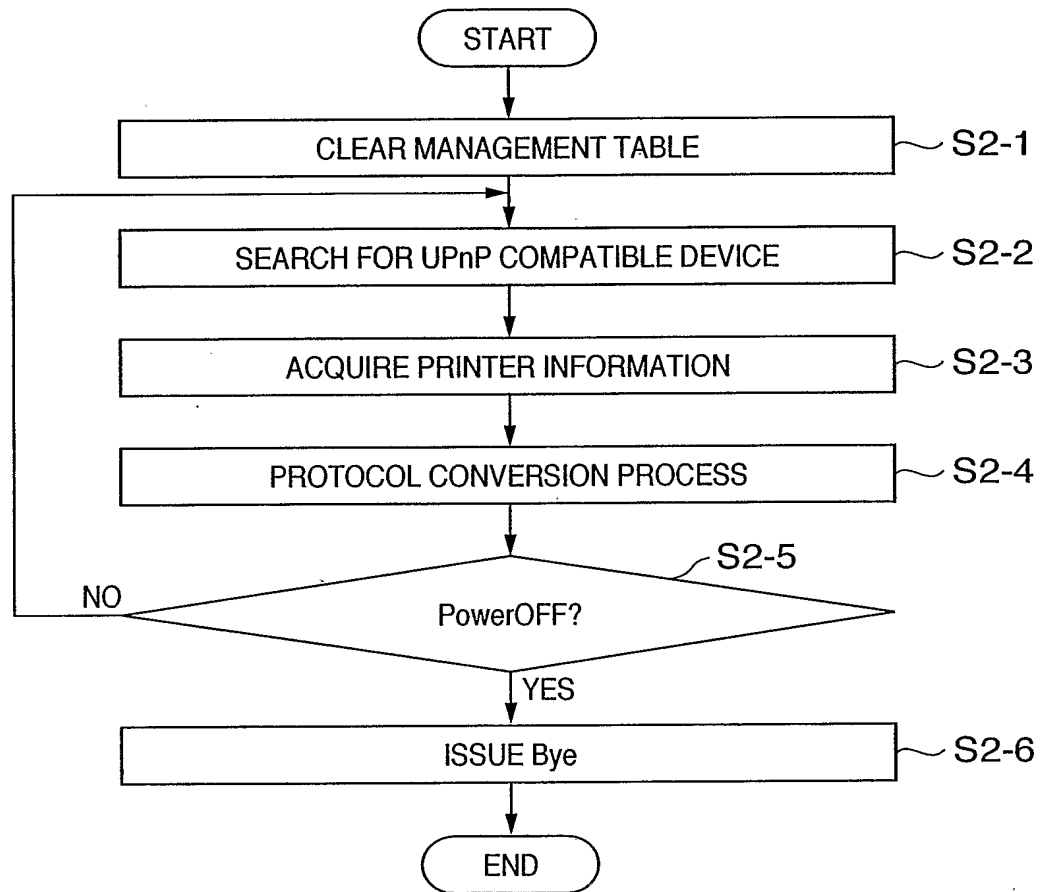 START
CLEAR MANAGEMENT TABLE
S2-1
SEARCH FOR UPnP COMPATIBLE DEVICE
S2-2
ACQUIRE PRINTER INFORMATION
S2-3
PROTOCOL CONVERSION PROCESS
S2-4
S2-5
NO
PowerOFF?
YES
ISSUE Bye
S2-6
END